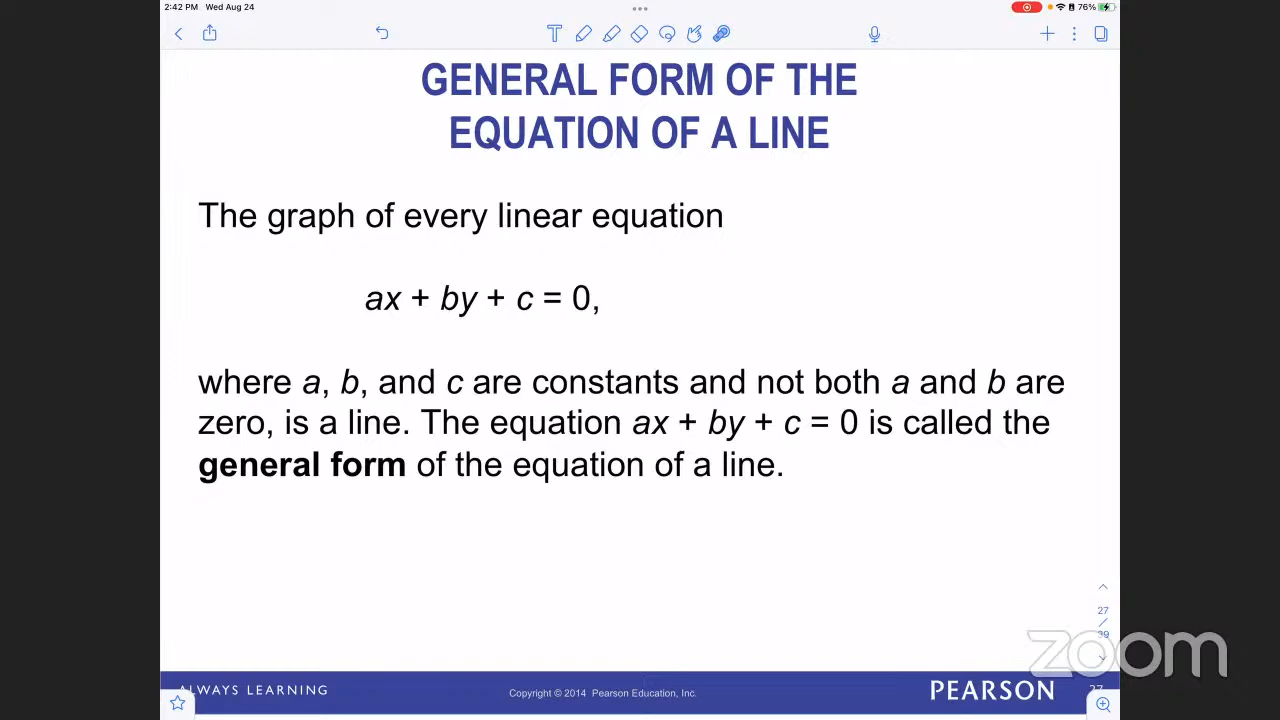 2:42 PM Wed Aug 24
76%
GENERAL FORM OF THE
EQUATION OF A LINE
The graph of every linear equation
ax + by + c = 0,
where a, b, and c are constants and not both a and b are
zero, is a line. The equation ax + by + c = 0 is called the
general form of the equation of a line.
27
/
39
zoom
ALWAYS LEARNING
Copyright © 2014 Pearson Education, Inc.
PEARSON
27